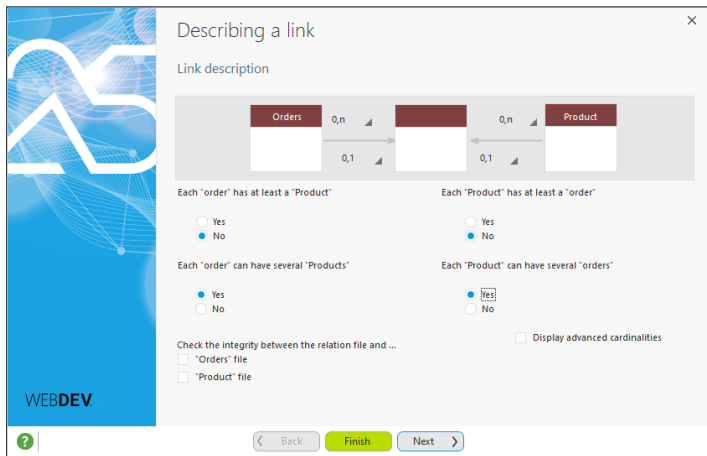 Describing a link
Link description
Orders 0,n 0,n Product
0,1 0,1
Each "order" has at least a "Product" Each "Product" has at least a "order"
Yes Yes
No No
Each "order" can have several "Products" Each "Product" can have several "orders"
Yes Yes
No No
Display advanced cardinalities
Check the integrity between the relation file and ...
"Orders" file
"Product" file
WEBDEV 25
? Back Finish Next